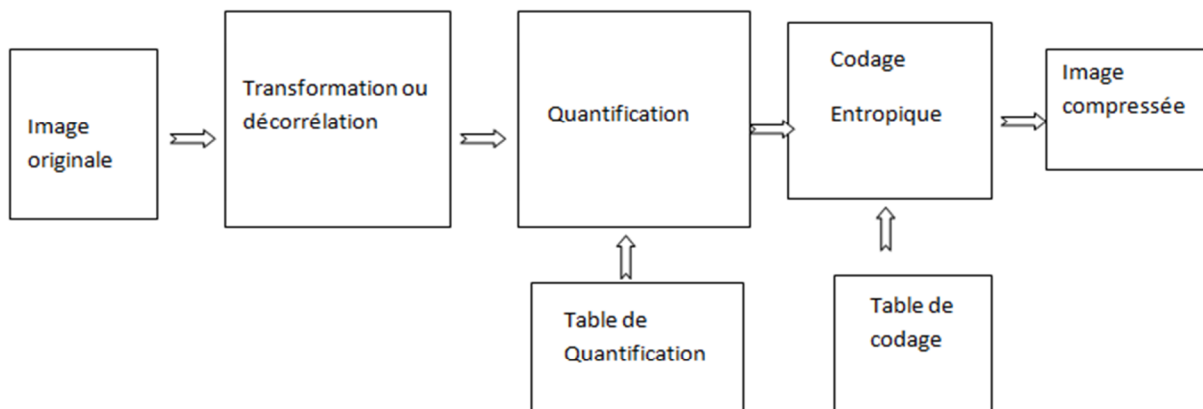 Image
originale
Transformation ou
décorrélation
Quantification
Codage
Entropique
Image
compressée
Table de
Quantification
Table de
codage